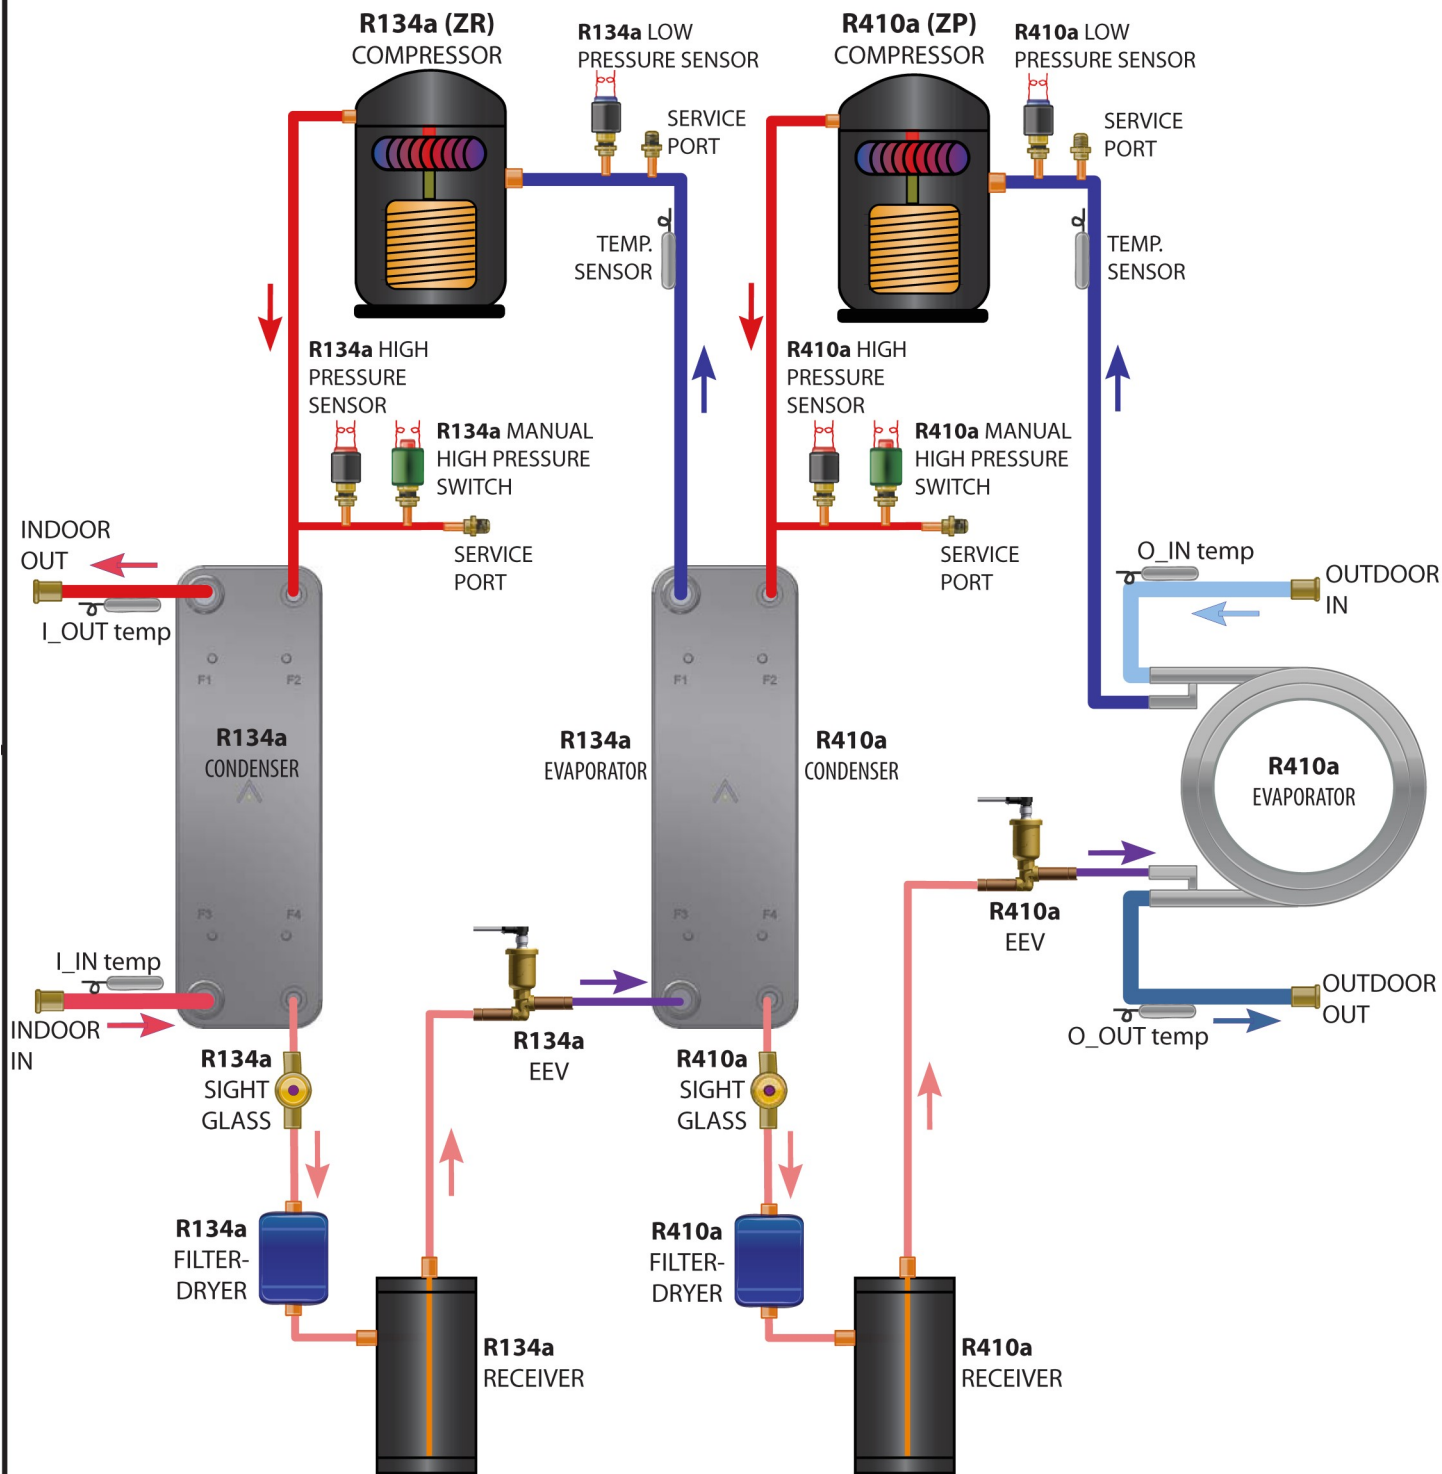 R134a (ZR)
COMPRESSOR
R134a LOW
PRESSURE SENSOR
SERVICE
PORT
R410a (ZP)
COMPRESSOR
R410a LOW
PRESSURE SENSOR
SERVICE
PORT
TEMP.
SENSOR
TEMP.
SENSOR
R134a HIGH
PRESSURE
SENSOR
R134a MANUAL
HIGH PRESSURE
SWITCH
SERVICE
PORT
R410a HIGH
PRESSURE
SENSOR
R410a MANUAL
HIGH PRESSURE
SWITCH
SERVICE
PORT
INDOOR
OUT
I_OUT temp
O_IN temp
OUTDOOR
IN
F1
F2
F1
F2
R134a
CONDENSER
R134a
EVAPORATOR
R410a
CONDENSER
R410a
EVAPORATOR
F3
F4
F3
F4
R410a
EEV
I_IN temp
INDOOR
IN
R134a
EEV
OUTDOOR
OUT
O_OUT temp
R134a
SIGHT
GLASS
R410a
SIGHT
GLASS
R134a
FILTER-
DRYER
R410a
FILTER-
DRYER
R134a
RECEIVER
R410a
RECEIVER